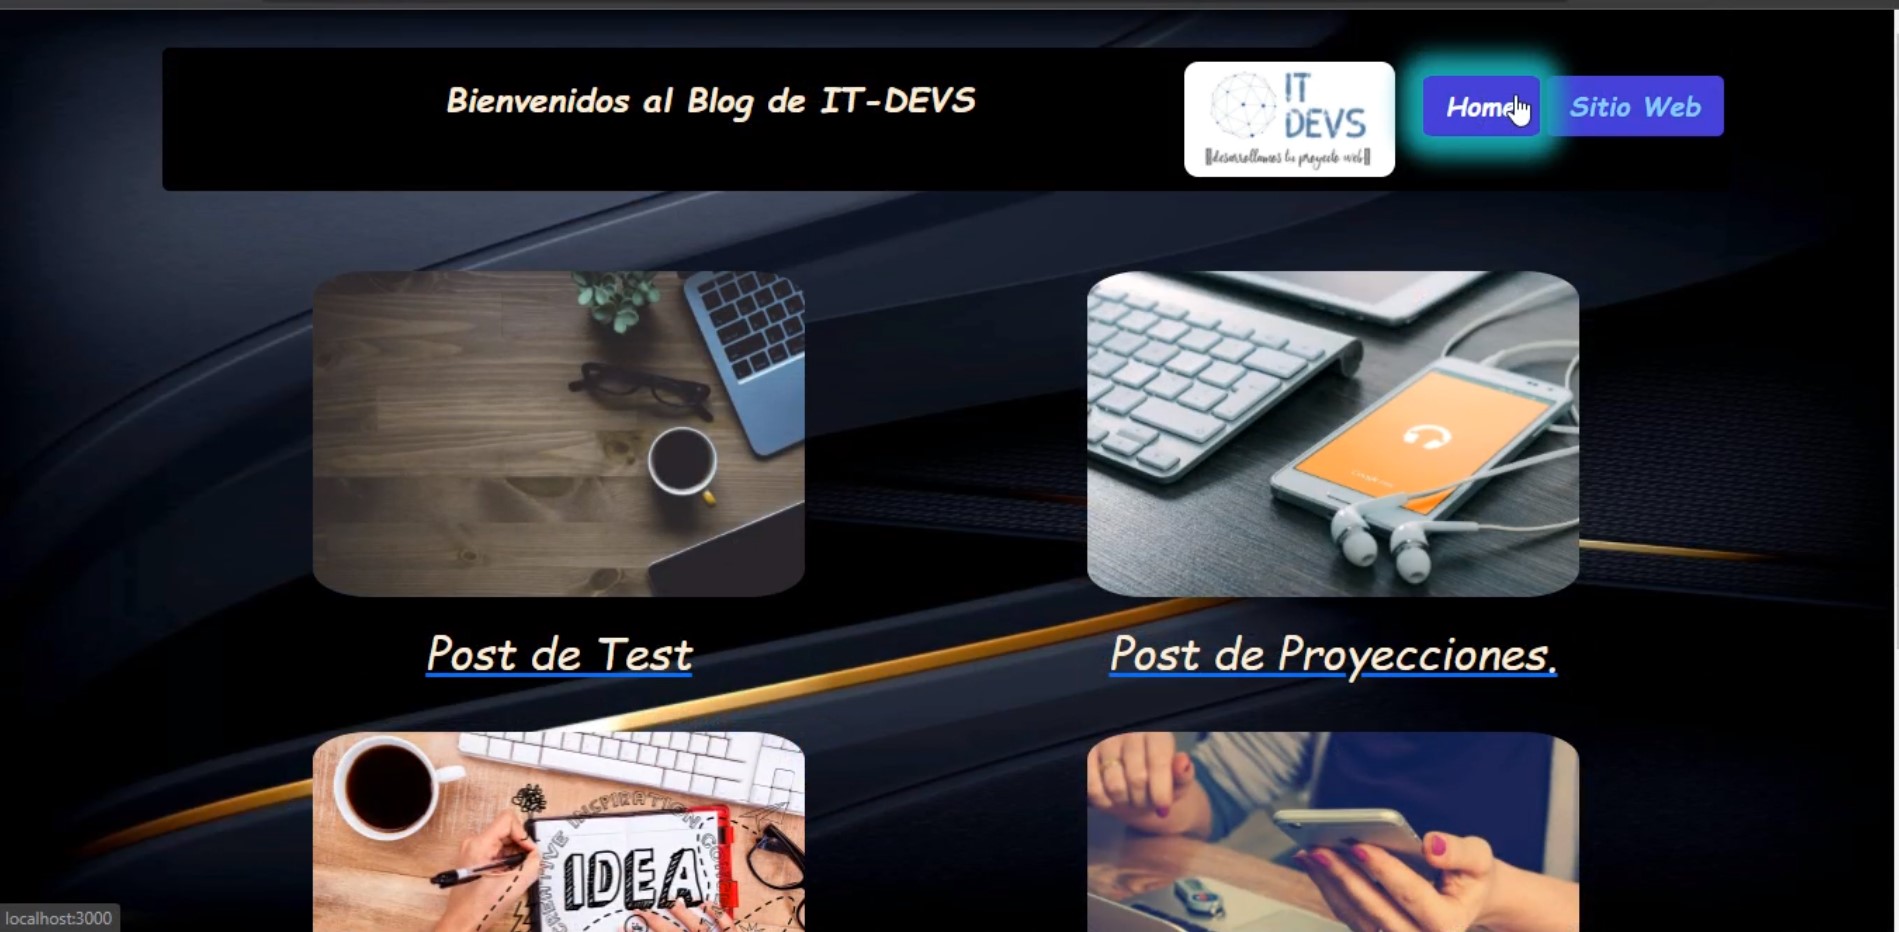 Bienvenidos al Blog de IT-DEVS
IT
DEVS
[desarrollamos tu proyecto web]
Home
Sitio Web
Post de Test
Post de Proyecciones.
CREATIVE INSPIRATION
IDEA
localhost:3000